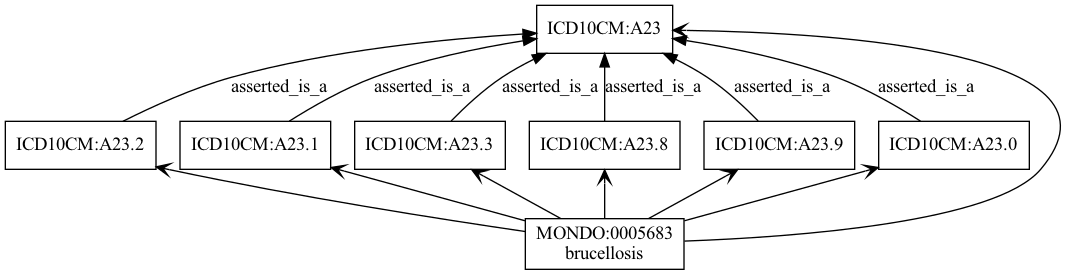 ICD10CM:A23
asserted_is_a
asserted_is_a
asserted_is_a
asserted_is_a
asserted_is_a
asserted_is_a
ICD10CM:A23.2
ICD10CM:A23.1
ICD10CM:A23.3
ICD10CM:A23.8
ICD10CM:A23.9
ICD10CM:A23.0
MONDO:0005683
brucellosis